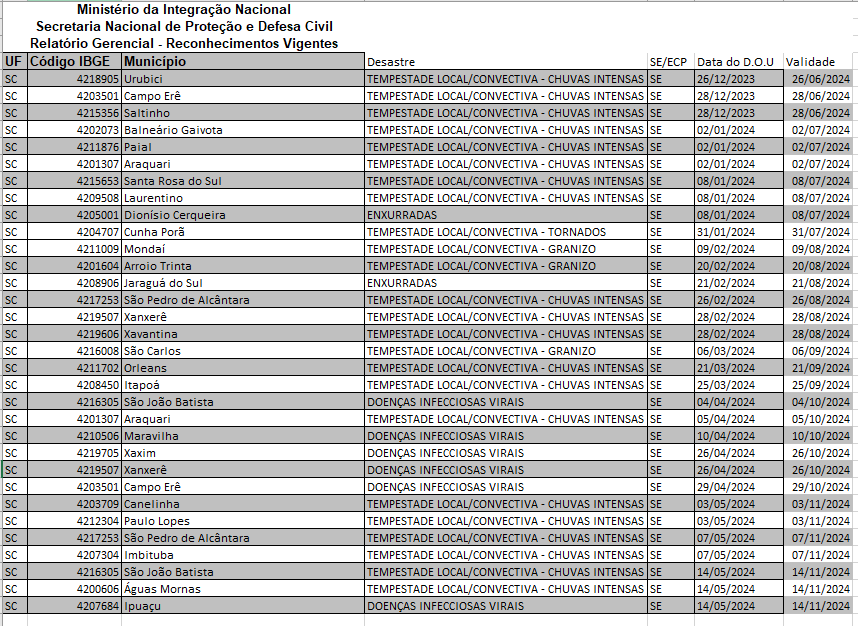 Ministério da Integração Nacional
Secretaria Nacional de Proteção e Defesa Civil
Relatório Gerencial - Reconhecimentos Vigentes
UF Código IBGE Município Desastre SE/ECP Data do D.O.U Validade
SC 4218905 Urubici TEMPESTADE LOCAL/CONVECTIVA - CHUVAS INTENSAS SE 26/12/2023 26/06/2024
SC 4203501 Campo Erê TEMPESTADE LOCAL/CONVECTIVA - CHUVAS INTENSAS SE 28/12/2023 28/06/2024
SC 4215356 Saltinho TEMPESTADE LOCAL/CONVECTIVA - CHUVAS INTENSAS SE 28/12/2023 28/06/2024
SC 4202073 Balneário Gaivota TEMPESTADE LOCAL/CONVECTIVA - CHUVAS INTENSAS SE 02/01/2024 02/07/2024
SC 4211876 Paial TEMPESTADE LOCAL/CONVECTIVA - CHUVAS INTENSAS SE 02/01/2024 02/07/2024
SC 4201307 Araquari TEMPESTADE LOCAL/CONVECTIVA - CHUVAS INTENSAS SE 02/01/2024 02/07/2024
SC 4215653 Santa Rosa do Sul TEMPESTADE LOCAL/CONVECTIVA - CHUVAS INTENSAS SE 08/01/2024 08/07/2024
SC 4209508 Laurentino TEMPESTADE LOCAL/CONVECTIVA - CHUVAS INTENSAS SE 08/01/2024 08/07/2024
SC 4205001 Dionísio Cerqueira ENXURRADAS SE 08/01/2024 08/07/2024
SC 4204707 Cunha Porã TEMPESTADE LOCAL/CONVECTIVA - TORNADOS SE 31/01/2024 31/07/2024
SC 4211009 Mondaí TEMPESTADE LOCAL/CONVECTIVA - GRANIZO SE 09/02/2024 09/08/2024
SC 4201604 Arroio Trinta TEMPESTADE LOCAL/CONVECTIVA - GRANIZO SE 20/02/2024 20/08/2024
SC 4208906 Jaraguá do Sul ENXURRADAS SE 21/02/2024 21/08/2024
SC 4217253 São Pedro de Alcântara TEMPESTADE LOCAL/CONVECTIVA - CHUVAS INTENSAS SE 26/02/2024 26/08/2024
SC 4219507 Xanxerê TEMPESTADE LOCAL/CONVECTIVA - CHUVAS INTENSAS SE 28/02/2024 28/08/2024
SC 4219606 Xavantina TEMPESTADE LOCAL/CONVECTIVA - CHUVAS INTENSAS SE 28/02/2024 28/08/2024
SC 4216008 São Carlos TEMPESTADE LOCAL/CONVECTIVA - GRANIZO SE 06/03/2024 06/09/2024
SC 4211702 Orleans TEMPESTADE LOCAL/CONVECTIVA - CHUVAS INTENSAS SE 21/03/2024 21/09/2024
SC 4208450 Itapoá TEMPESTADE LOCAL/CONVECTIVA - CHUVAS INTENSAS SE 25/03/2024 25/09/2024
SC 4216305 São João Batista DOENÇAS INFECCIOSAS VIRAIS SE 04/04/2024 04/10/2024
SC 4201307 Araquari TEMPESTADE LOCAL/CONVECTIVA - CHUVAS INTENSAS SE 05/04/2024 05/10/2024
SC 4210506 Maravilha DOENÇAS INFECCIOSAS VIRAIS SE 10/04/2024 10/10/2024
SC 4219705 Xaxim DOENÇAS INFECCIOSAS VIRAIS SE 26/04/2024 26/10/2024
SC 4219507 Xanxerê DOENÇAS INFECCIOSAS VIRAIS SE 26/04/2024 26/10/2024
SC 4203501 Campo Erê DOENÇAS INFECCIOSAS VIRAIS SE 29/04/2024 29/10/2024
SC 4203709 Canelinha TEMPESTADE LOCAL/CONVECTIVA - CHUVAS INTENSAS SE 03/05/2024 03/11/2024
SC 4212304 Paulo Lopes TEMPESTADE LOCAL/CONVECTIVA - CHUVAS INTENSAS SE 03/05/2024 03/11/2024
SC 4217253 São Pedro de Alcântara TEMPESTADE LOCAL/CONVECTIVA - CHUVAS INTENSAS SE 07/05/2024 07/11/2024
SC 4207304 Imbituba TEMPESTADE LOCAL/CONVECTIVA - CHUVAS INTENSAS SE 07/05/2024 07/11/2024
SC 4216305 São João Batista TEMPESTADE LOCAL/CONVECTIVA - CHUVAS INTENSAS SE 14/05/2024 14/11/2024
SC 4200606 Águas Mornas TEMPESTADE LOCAL/CONVECTIVA - CHUVAS INTENSAS SE 14/05/2024 14/11/2024
SC 4207684 Ipuaçu DOENÇAS INFECCIOSAS VIRAIS SE 14/05/2024 14/11/2024